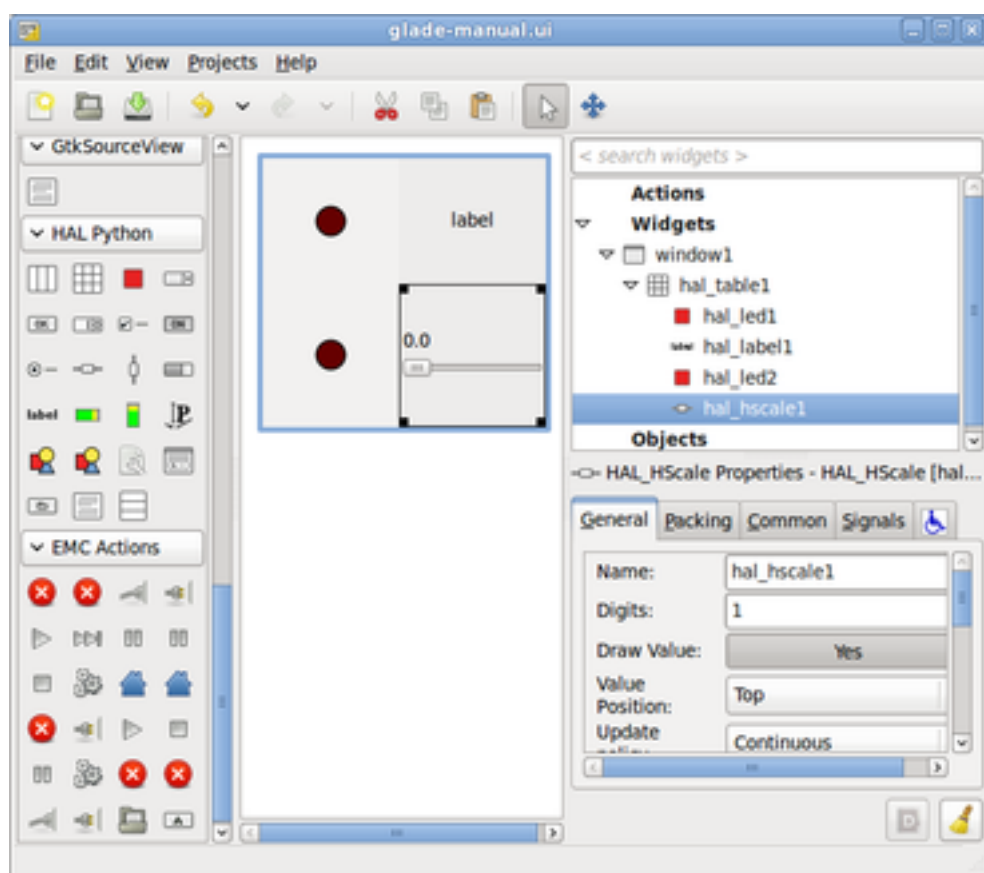 glade-manual.ui
File Edit View Projects Help
GtkSourceView
HAL Python
label
EMC Actions
label
0.0
< search widgets >
Actions
Widgets
window1
hal_table1
hal_led1
hal_label1
hal_led2
hal_hscale1
Objects
HAL_HScale Properties - HAL_HScale [hal...
General Packing Common Signals
Name: hal_hscale1
Digits: 1
Draw Value: Yes
Value Position: Top
Update
Continuous